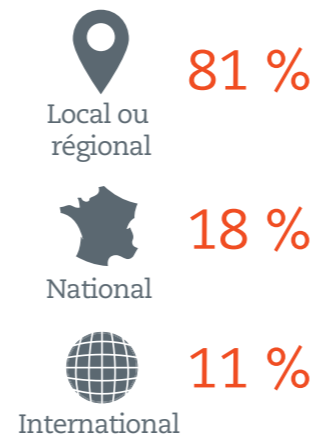 81 %
Local ou
régional
18 %
National
11 %
International